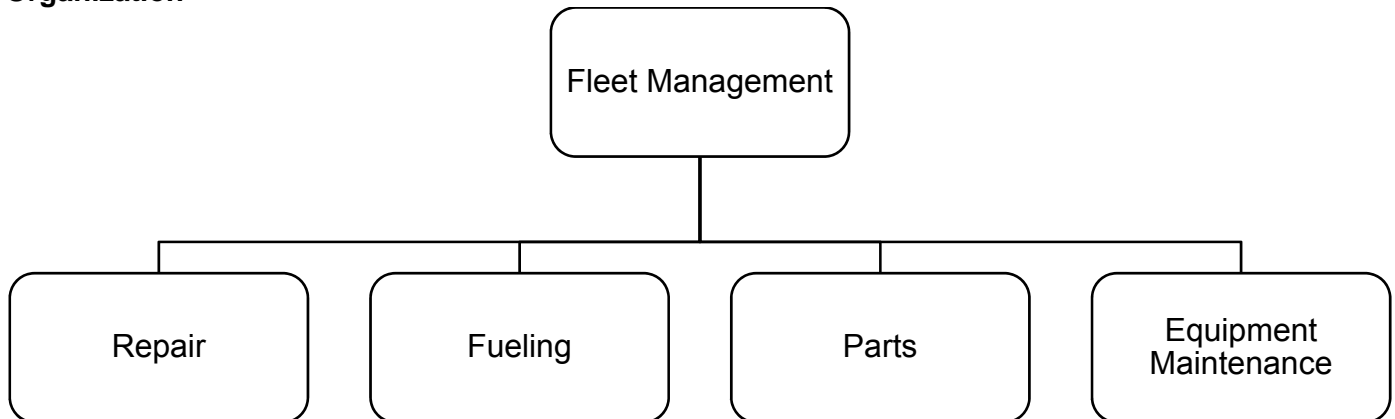 Organization
Fleet Management
Repair
Fueling
Parts
Equipment
Maintenance